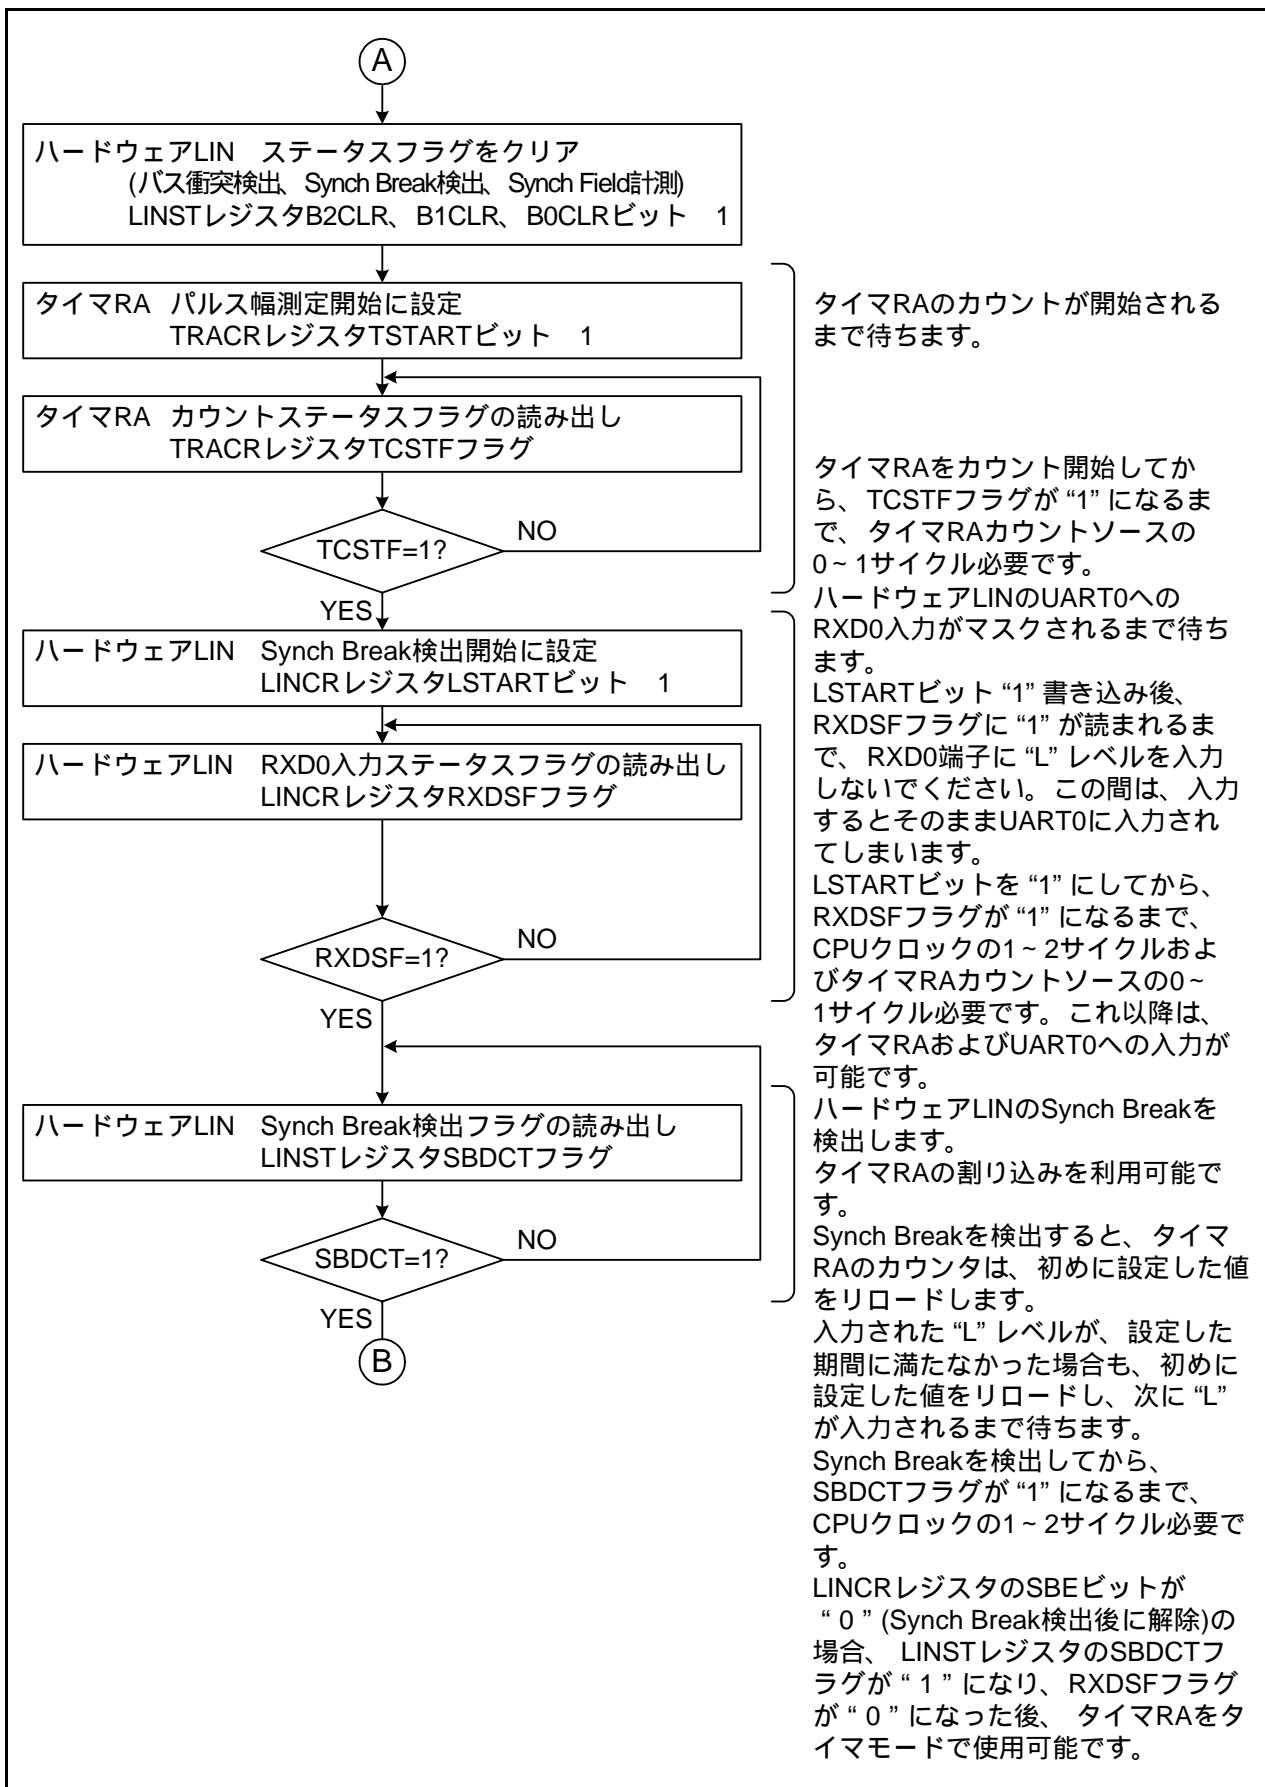 A
ハードウェアLIN ステータスフラグをクリア
(バス衝突検出、Synch Break検出、Synch Field計測)
LINSTレジスタB2CLR、B1CLR、B0CLRビット 1
タイマRA パルス幅測定開始に設定
TRACRレジスタTSTARTビット 1
タイマRA カウントステータスフラグの読み出し
TRACRレジスタTCSTFフラグ
TCSTF=1?
NO
YES
ハードウェアLIN Synch Break検出開始に設定
LINCRレジスタLSTARTビット 1
ハードウェアLIN RXD0入力ステータスフラグの読み出し
LINCRレジスタRXDSFフラグ
RXDSF=1?
NO
YES
ハードウェアLIN Synch Break検出フラグの読み出し
LINSTレジスタSBDCTフラグ
SBDCT=1?
NO
YES
B
タイマRAのカウントが開始される
まで待ちます。
タイマRAをカウント開始してか
ら、TCSTFフラグが “1” になるま
で、タイマRAカウントソースの
0~1サイクル必要です。
ハードウェアLINのUART0への
RXD0入力がマスクされるまで待ち
ます。
LSTARTビット “1” 書き込み後、
RXDSFフラグに “1” が読まれるま
で、RXD0端子に “L” レベルを入力
しないでください。この間は、入力
するとそのままUART0に入力され
てしまいます。
LSTARTビットを “1” にしてから、
RXDSFフラグが “1” になるまで、
CPUクロックの1~2サイクルおよ
びタイマRAカウントソースの0~
1サイクル必要です。これ以降は、
タイマRAおよびUART0への入力が
可能です。
ハードウェアLINのSynch Breakを
検出します。
タイマRAの割り込みを利用可能で
す。
Synch Breakを検出すると、タイマ
RAのカウンタは、初めに設定した値
をリロードします。
入力された “L” レベルが、設定した
期間に満たなかった場合も、初めに
設定した値をリロードし、次に “L”
が入力されるまで待ちます。
Synch Breakを検出してから、
SBDCTフラグが “1” になるまで、
CPUクロックの1~2サイクル必要で
す。
LINCRレジスタのSBEビットが
“ 0 ” (Synch Break検出後に解除)の
場合、 LINSTレジスタのSBDCTフ
ラグが “ 1 ” になり、RXDSFフラグ
が “ 0 ” になった後、 タイマRAをタ
イマモードで使用可能です。